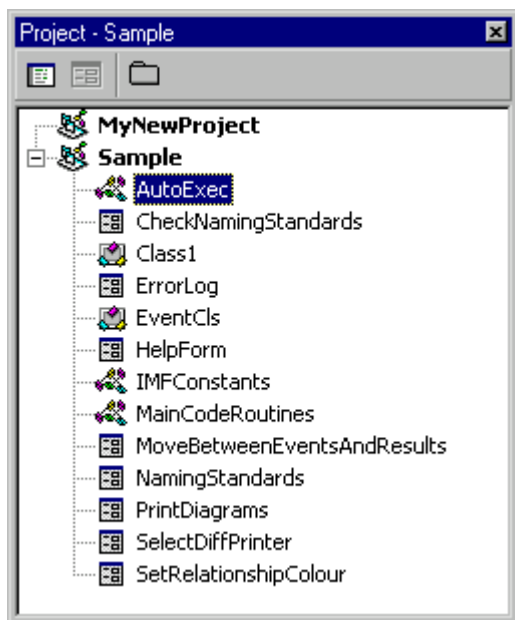 Project - Sample
MyNewProject
Sample
AutoExec
CheckNamingStandards
Class1
ErrorLog
EventCls
HelpForm
IMFConstants
MainCodeRoutines
MoveBetweenEventsAndResults
NamingStandards
PrintDiagrams
SelectDiffPrinter
SetRelationshipColour